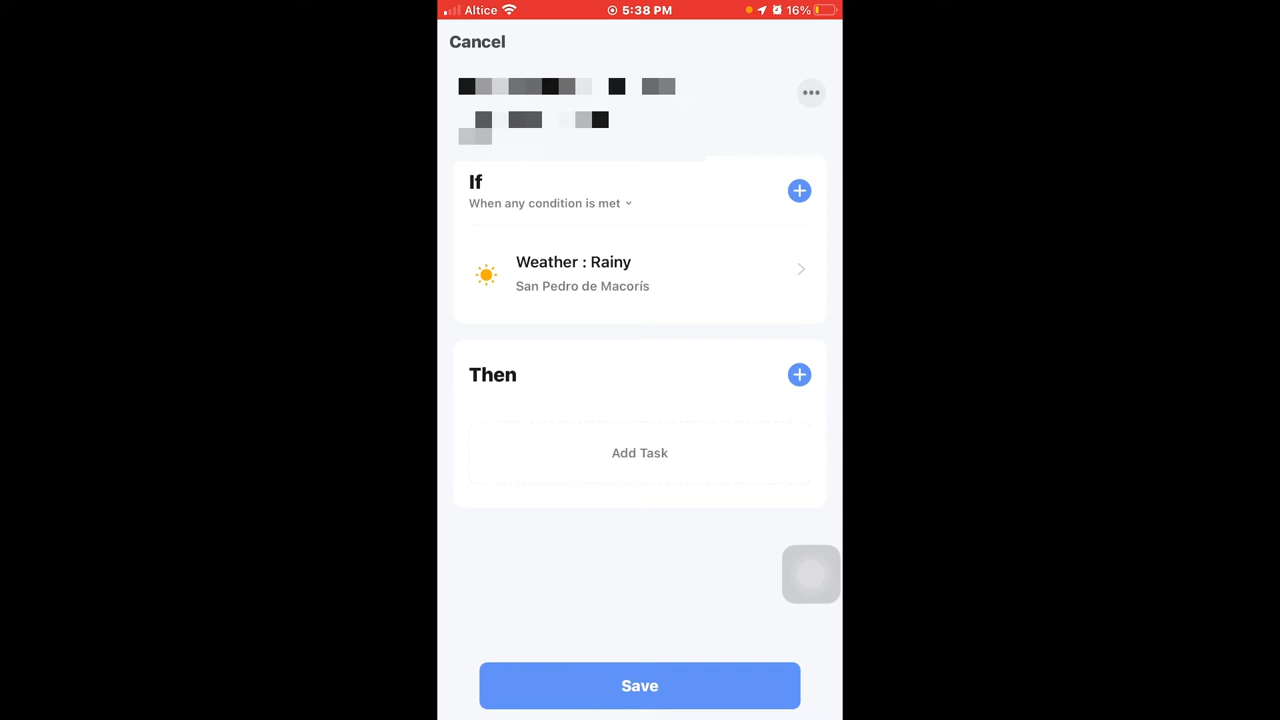 Altice 5:38 PM 16%
Cancel
If
When any condition is met
Weather : Rainy
San Pedro de Macorís
Then
Add Task
Save